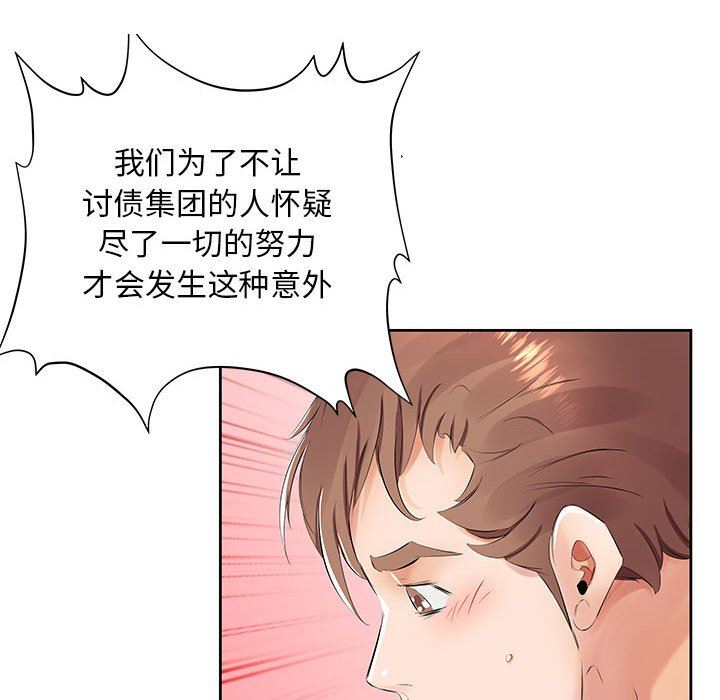 我们为了不让
讨债集团的人怀疑
尽了一切的努力
才会发生这种意外